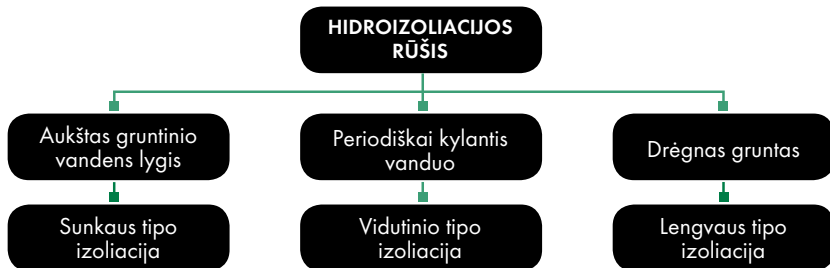 HIDROIZOLIACIJOS
RŪŠIS
Aukštas gruntinio
vandens lygis
Periodiškai kylantis
vanduo
Drėgnas gruntas
Sunkaus tipo
izoliacija
Vidutinio tipo
izoliacija
Lengvaus tipo
izoliacija